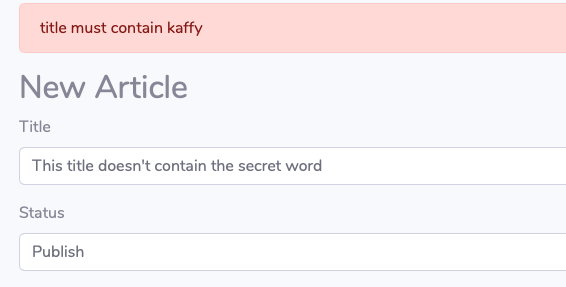 title must contain kaffy
New Article
Title
This title doesn't contain the secret word
Status
Publish